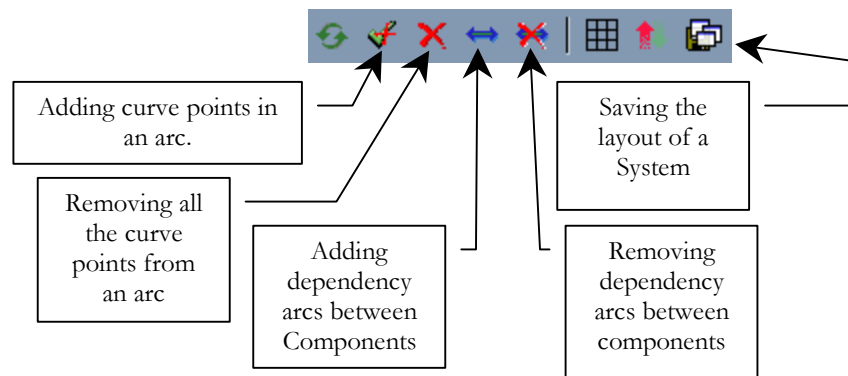 Adding curve points in
an arc.
Saving the
layout of a
System
Removing all
the curve
points from
an arc
Adding
dependency
arcs between
Components
Removing
dependency
arcs between
components